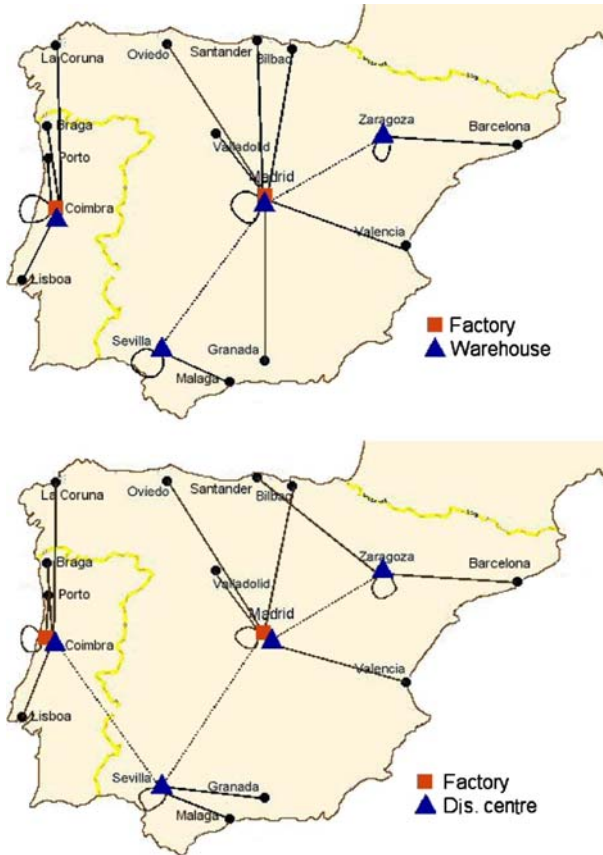 La Coruna
Oviedo
Santander
Bilbao
Braga
Porto
Valladolid
Zaragoza
Barcelona
Madrid
Coimbra
Valencia
Lisboa
Sevilla
Granada
Malaga
Factory
Warehouse
La Coruna
Oviedo
Santander
Bilbao
Braga
Porto
Valladolid
Zaragoza
Barcelona
Madrid
Coimbra
Valencia
Lisboa
Sevilla
Granada
Malaga
Factory
Dis. centre